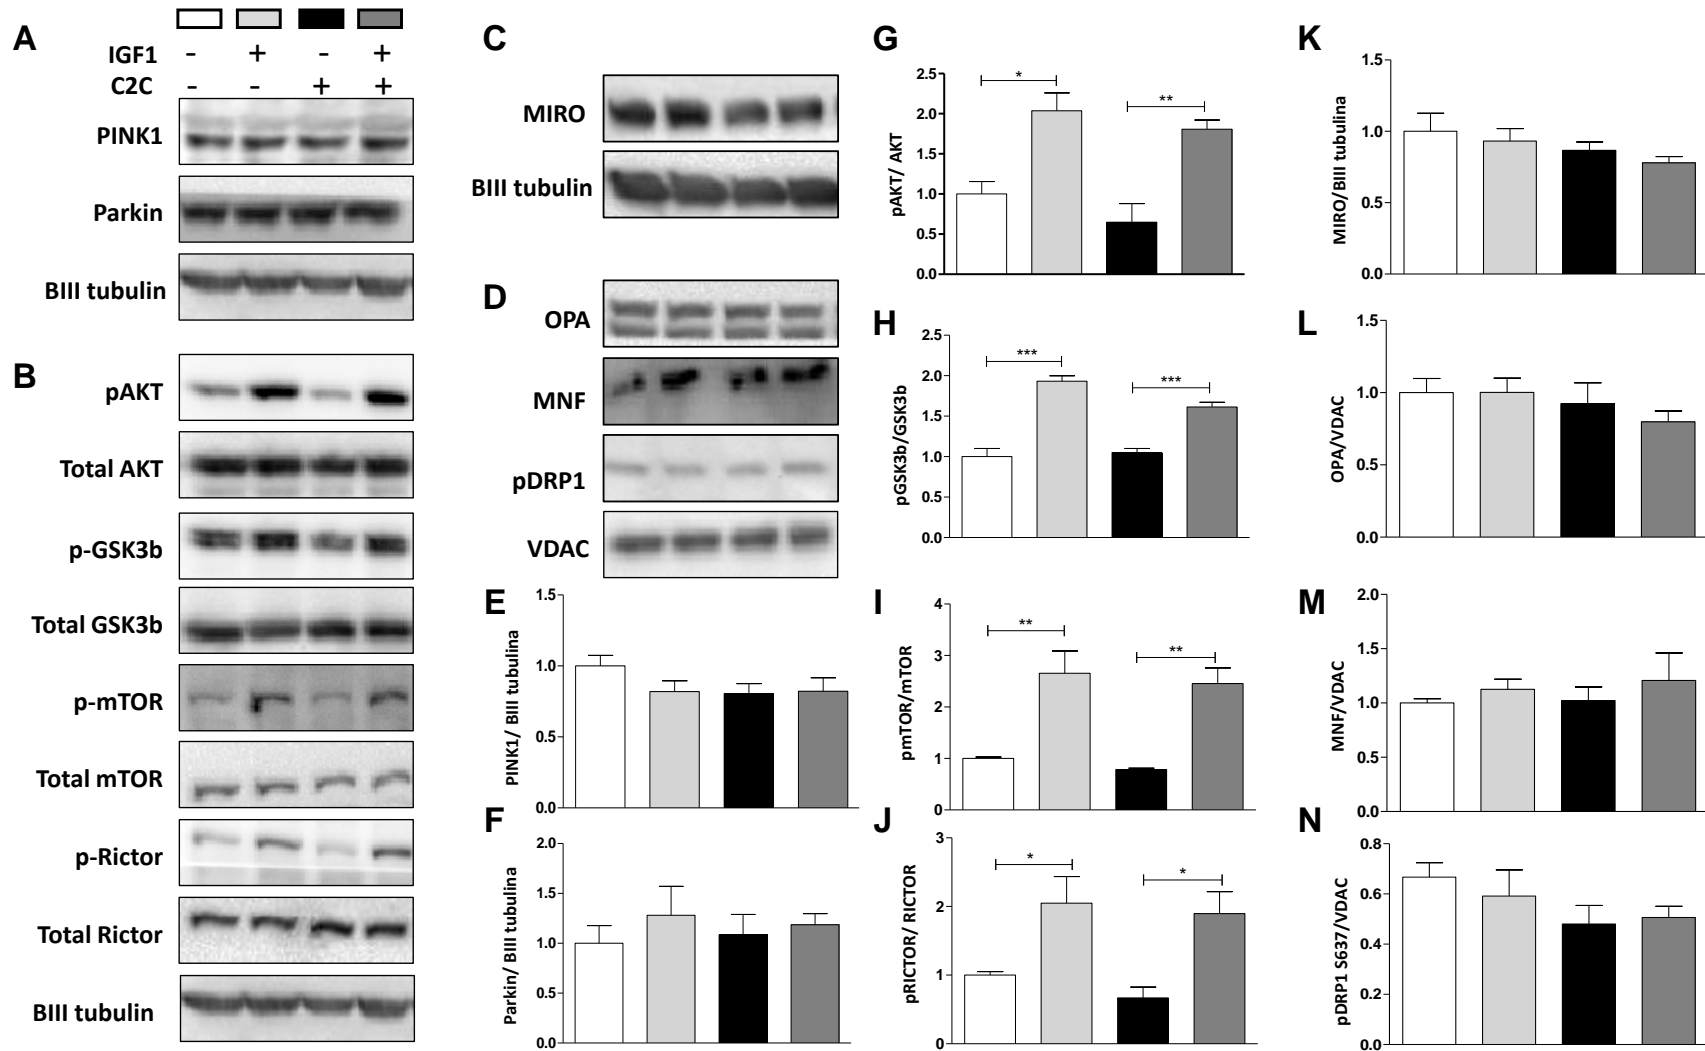 A
IGF1 - + - +
C2C - - + +
PINK1
Parkin
BIII tubulin
B
pAKT
Total AKT
p-GSK3b
Total GSK3b
p-mTOR
Total mTOR
p-Rictor
Total Rictor
BIII tubulin
C
MIRO
BIII tubulin
D
OPA
MNF
pDRP1
VDAC
E
PINK1/ BIII tubulina
1.5
1.0
0.5
0.0
F
Parkin/ BIII tubulina
2.0
1.5
1.0
0.5
0.0
G
pAKT/ AKT
2.5
2.0
1.5
1.0
0.5
0.0
*
**
H
pGSK3b/GSK3b
2.5
2.0
1.5
1.0
0.5
0.0
***
***
I
pmTOR/mTOR
4
3
2
1
0
**
**
J
pRICTOR/ RICTOR
3
2
1
0
*
*
K
MIRO/BIII tubulina
1.5
1.0
0.5
0.0
L
OPA/VDAC
1.5
1.0
0.5
0.0
M
MNF/VDAC
2.0
1.5
1.0
0.5
0.0
N
pDRP1 S637/VDAC
0.8
0.6
0.4
0.2
0.0